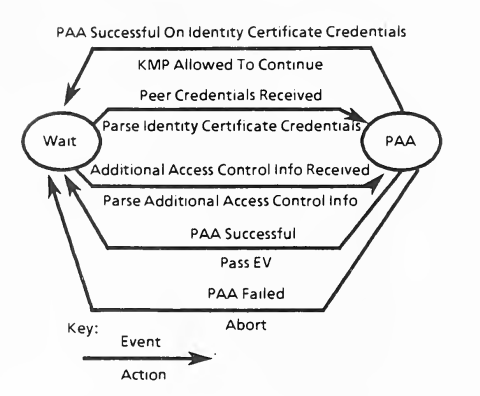 PAA Successful On Identity Certificate Credentials
KMP Allowed To Continue
Peer Credentials Received
Parse Identity Certificate Credentials
Wait
PAA
Additional Access Control Info Received
Parse Additional Access Control Info
PAA Successful
Pass EV
PAA Failed
Abort
Key:
Event
Action